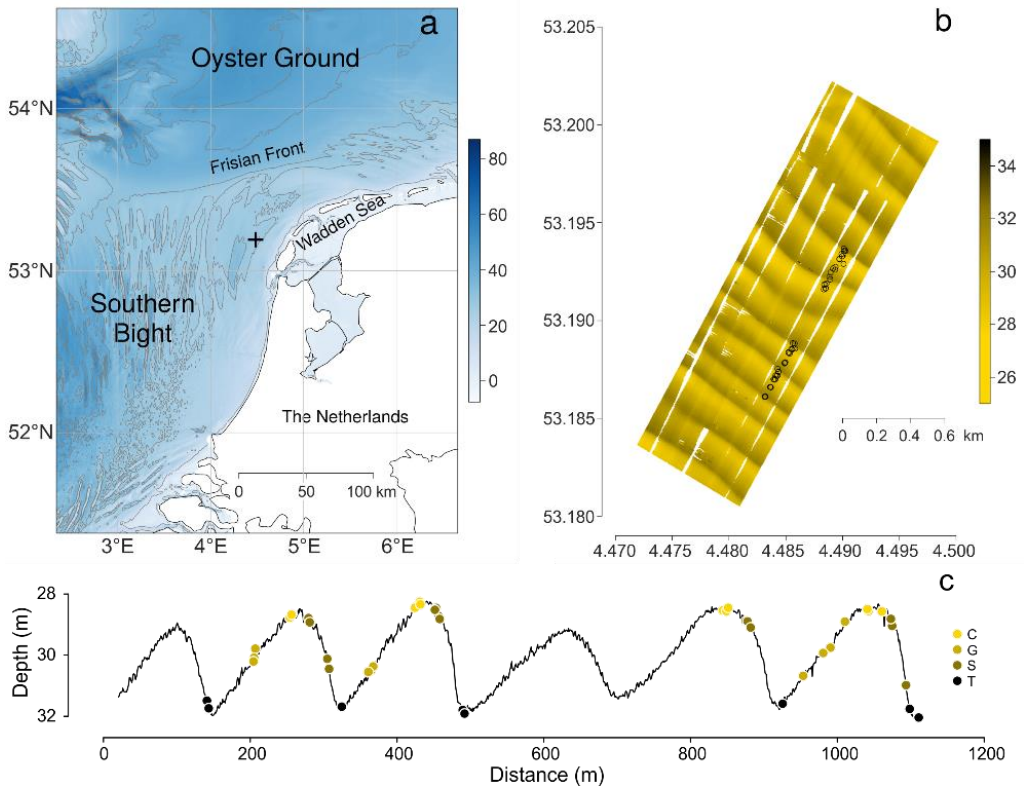 a
Oyster Ground
54°N
Frisian Front
Wadden Sea
53°N
Southern
Bight
The Netherlands
52°N
0 50 100 km
3°E 4°E 5°E 6°E
80
60
40
20
0
b
53.205
53.200
53.195
53.190
53.185
53.180
0 0.2 0.4 0.6 km
4.470 4.475 4.480 4.485 4.490 4.495 4.500
34
32
30
28
26
c
Depth (m)
28
30
32
0 200 400 600 800 1000 1200
Distance (m)
C
G
S
T